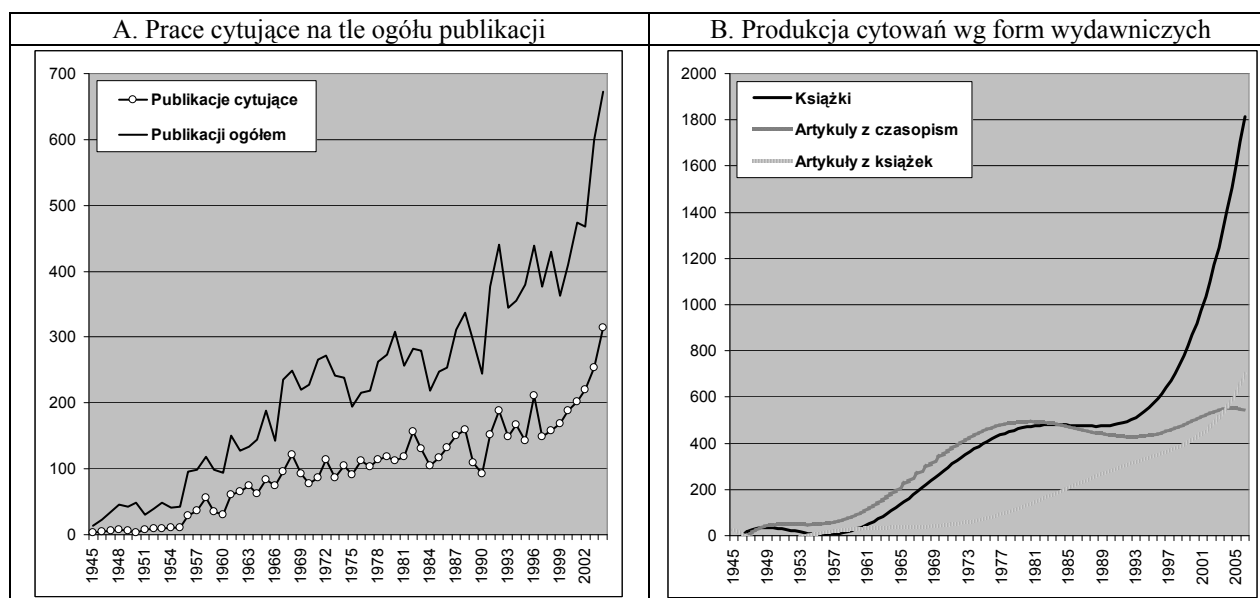 A. Prace cytujące na tle ogółu publikacji
B. Produkcja cytowań wg form wydawniczych
700
600
500
400
300
200
100
0
Publikacje cytujące
Publikacji ogółem
1945 1948 1951 1954 1957 1960 1963 1966 1969 1972 1975 1978 1981 1984 1987 1990 1993 1996 1999 2002
2000
1800
1600
1400
1200
1000
800
600
400
200
0
Książki
Artykuly z czasopism
Artykuły z książek
1945 1949 1953 1957 1961 1965 1969 1973 1977 1981 1985 1989 1993 1997 2001 2005